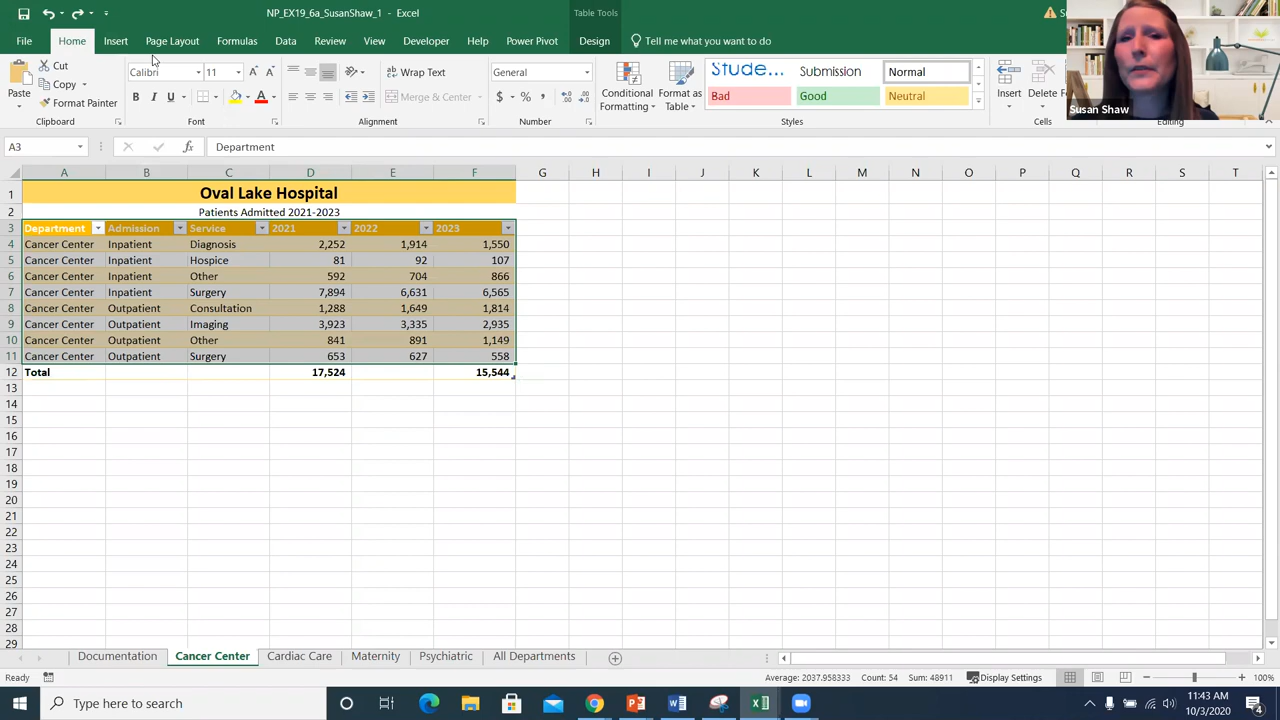 NP_EX19_6a_SusanShaw_1 - Excel
Table Tools
File Home Insert Page Layout Formulas Data Review View Developer Help Power Pivot Design Tell me what you want to do
Paste
Cut
Copy
Format Painter
Clipboard
Calibri 11
B I U
Font
Wrap Text
Merge & Center
Alignment
General
$ % ,
Number
Conditional Formatting
Format as Table
Stude...
Submission
Normal
Bad
Good
Neutral
Styles
Insert
Delete
Cells
Editing
Susan Shaw
A3
fx Department
A B C D E F G H I J K L M N O P Q R S T
1 Oval Lake Hospital
2 Patients Admitted 2021-2023
3 Department Admission Service 2021 2022 2023
4 Cancer Center Inpatient Diagnosis 2,252 1,914 1,550
5 Cancer Center Inpatient Hospice 81 92 107
6 Cancer Center Inpatient Other 592 704 866
7 Cancer Center Inpatient Surgery 7,894 6,631 6,565
8 Cancer Center Outpatient Consultation 1,288 1,649 1,814
9 Cancer Center Outpatient Imaging 3,923 3,335 2,935
10 Cancer Center Outpatient Other 841 891 1,149
11 Cancer Center Outpatient Surgery 653 627 558
12 Total 17,524 15,544
13
14
15
16
17
18
19
20
21
22
23
24
25
26
27
28
29
Documentation Cancer Center Cardiac Care Maternity Psychiatric All Departments
Ready
Average: 2037.958333 Count: 54 Sum: 48911 Display Settings 100%
Type here to search
11:43 AM
10/3/2020
4